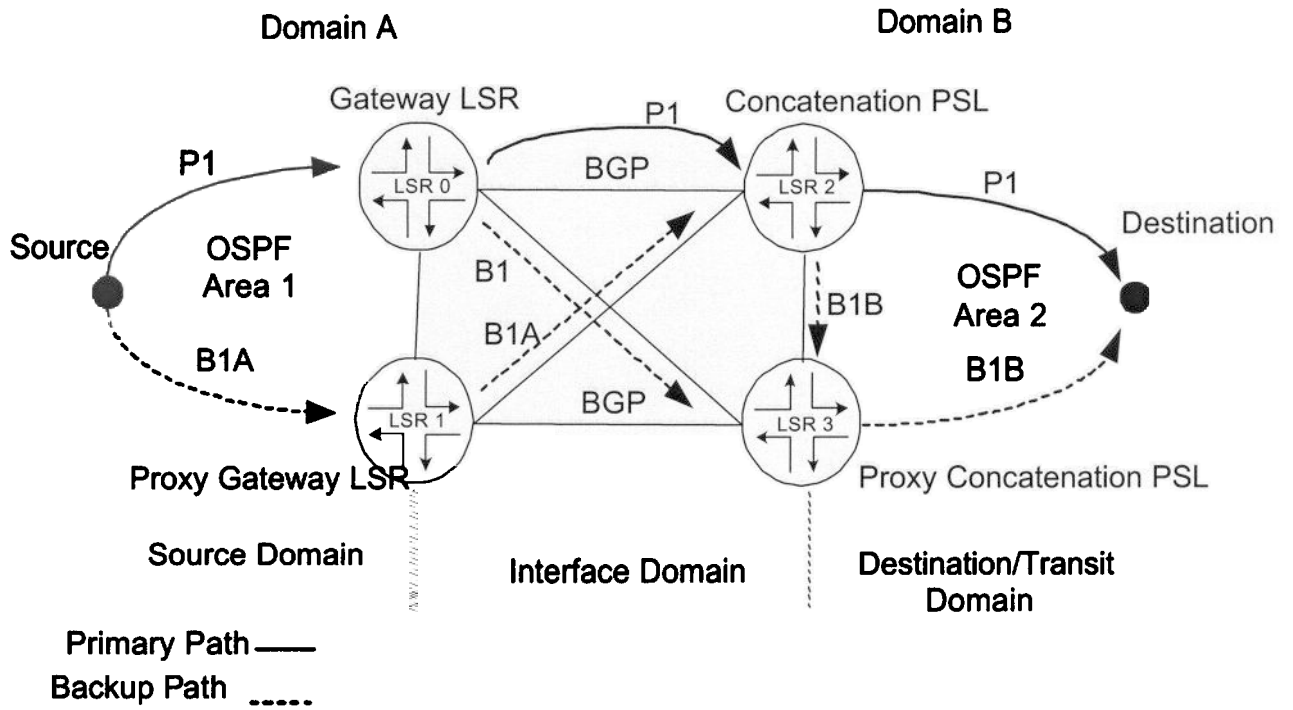 Domain A
Domain B
Gateway LSR
Concatenation PSL
P1
P1
BGP
LSR 0
LSR 2
P1
Destination
Source
OSPF
Area 1
B1
OSPF
Area 2
B1B
B1A
B1A
B1B
BGP
LSR 1
LSR 3
Proxy Gateway LSR
Proxy Concatenation PSL
Source Domain
Interface Domain
Destination/Transit
Domain
Primary Path
Backup Path